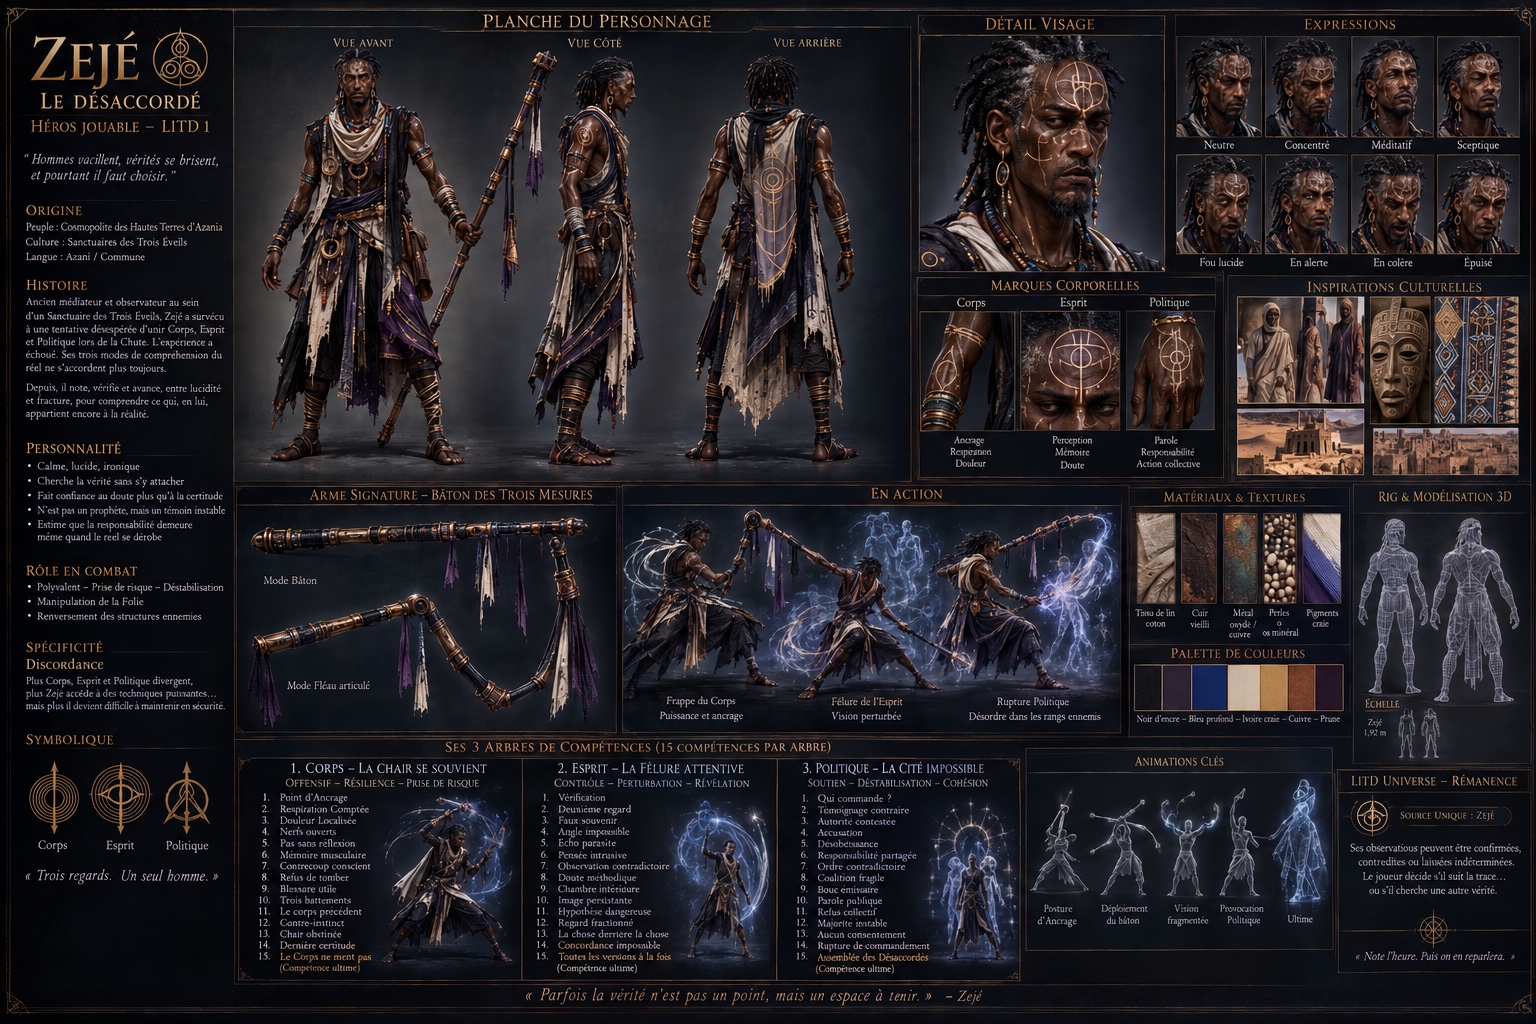 ZEJÉ
LE DÉSACCORDÉ
HÉROS JOUABLE – LITD 1
" Hommes vacillent, vérités se brisent,
et pourtant il faut choisir. "
ORIGINE
Peuple : Cosmopolite des Hautes Terres d'Azania
Culture : Sanctuaires des Trois Éveils
Langue : Azani / Commune
HISTOIRE
Ancien médiateur et observateur au sein
d'un Sanctuaire des Trois Éveils, Zejé a survécu
à une tentative désespérée d'unir Corps, Esprit
et Politique lors de la Chute. L'expérience a
échoué. Ses trois modes de compréhension du
réel ne s'accordent plus toujours.
Depuis, il note, vérifie et avance, entre lucidité
et fracture, pour comprendre ce qui, en lui,
appartient encore à la réalité.
PERSONNALITÉ
• Calme, lucide, ironique
• Cherche la vérité sans s'y attacher
• Fait confiance au doute plus qu'à la certitude
• N'est pas un prophète, mais un témoin instable
• Estime que la responsabilité demeure
même quand le réel se dérobe
RÔLE EN COMBAT
• Polyvalent – Prise de risque – Déstabilisation
• Manipulation de la Folie
• Renversement des structures ennemies
SPÉCIFICITÉ
Discordance
Plus Corps, Esprit et Politique divergent,
plus Zejé accède à des techniques puissantes...
mais plus il devient difficile à maintenir en sécurité.
SYMBOLIQUE
Corps
Esprit
Politique
« Trois regards. Un seul homme. »
PLANCHE DU PERSONNAGE
VUE AVANT
VUE CÔTÉ
VUE ARRIÈRE
DÉTAIL VISAGE
EXPRESSIONS
Neutre
Concentré
Méditatif
Sceptique
Fou lucide
En alerte
En colère
Épuisé
MARQUES CORPORELLES
Corps
Esprit
Politique
Ancrage
Respiration
Douleur
Perception
Mémoire
Doute
Parole
Responsabilité
Action collective
INSPIRATIONS CULTURELLES
ARME SIGNATURE – BÂTON DES TROIS MESURES
Mode Bâton
Mode Fléau articulé
EN ACTION
Frappe du Corps
Puissance et ancrage
Fêlure de l'Esprit
Vision perturbée
Rupture Politique
Désordre dans les rangs ennemis
MATÉRIAUX & TEXTURES
Tissu de lin
coton
Cuir
vieilli
Métal
oxydé /
cuivre
Perles
o
os minéral
Pigments
craie
PALETTE DE COULEURS
Noir d'encre – Bleu profond – Ivoire craie – Cuivre – Prune
RIG & MODÉLISATION 3D
ÉCHELLE
Zejé
1,92 m
SES 3 ARBRES DE COMPÉTENCES (15 COMPÉTENCES PAR ARBRE)
1. CORPS – LA CHAIR SE SOUVIENT
OFFENSIF – RÉSILIENCE – PRISE DE RISQUE
1. Point d'Ancrage
2. Respiration Comptée
3. Douleur Localisée
4. Nerfs ouverts
5. Pas sans réflexion
6. Mémoire musculaire
7. Contrecoup conscient
8. Refus de tomber
9. Blessure utile
10. Trois battements
11. Le corps précédent
12. Contre-instinct
13. Chair obstinée
14. Dernière certitude
15. Le Corps ne ment pas
(Compétence ultime)
2. ESPRIT – LA FÊLURE ATTENTIVE
CONTRÔLE – PERTURBATION – RÉVÉLATION
1. Vérification
2. Deuxième regard
3. Faux souvenir
4. Angle impossible
5. Écho parasite
6. Pensée intrusive
7. Observation contradictoire
8. Doute méthodique
9. Chambre intérieure
10. Image persistante
11. Hypothèse dangereuse
12. Regard fractionné
13. La chose derrière la chose
14. Concordance impossible
15. Toutes les versions à la fois
(Compétence ultime)
3. POLITIQUE – LA CITÉ IMPOSSIBLE
SOUTIEN – DÉSTABILISATION – COHÉSION
1. Qui commande ?
2. Témoignage contraire
3. Autorité contestée
4. Accusation
5. Désobéissance
6. Responsabilité partagée
7. Ordre contradictoire
8. Coalition fragile
9. Bouc émissaire
10. Parole publique
11. Refus collectif
12. Majorité instable
13. Aucun consentement
14. Rupture de commandement
15. Assemblée des Désaccordés
(Compétence ultime)
ANIMATIONS CLÉS
Posture
d'Ancrage
Déploiement
du bâton
Vision
fragmentée
Provocation
Politique
Ultime
LITD UNIVERSE – RÉMANENCE
SOURCE UNIQUE : ZEJÉ
Ses observations peuvent être confirmées,
contredites ou laissées indéterminées.
Le joueur décide s'il suit la trace...
ou s'il cherche une autre vérité.
« Note l'heure. Puis on en reparlera. »
« Parfois la vérité n'est pas un point, mais un espace à tenir. » – Zejé